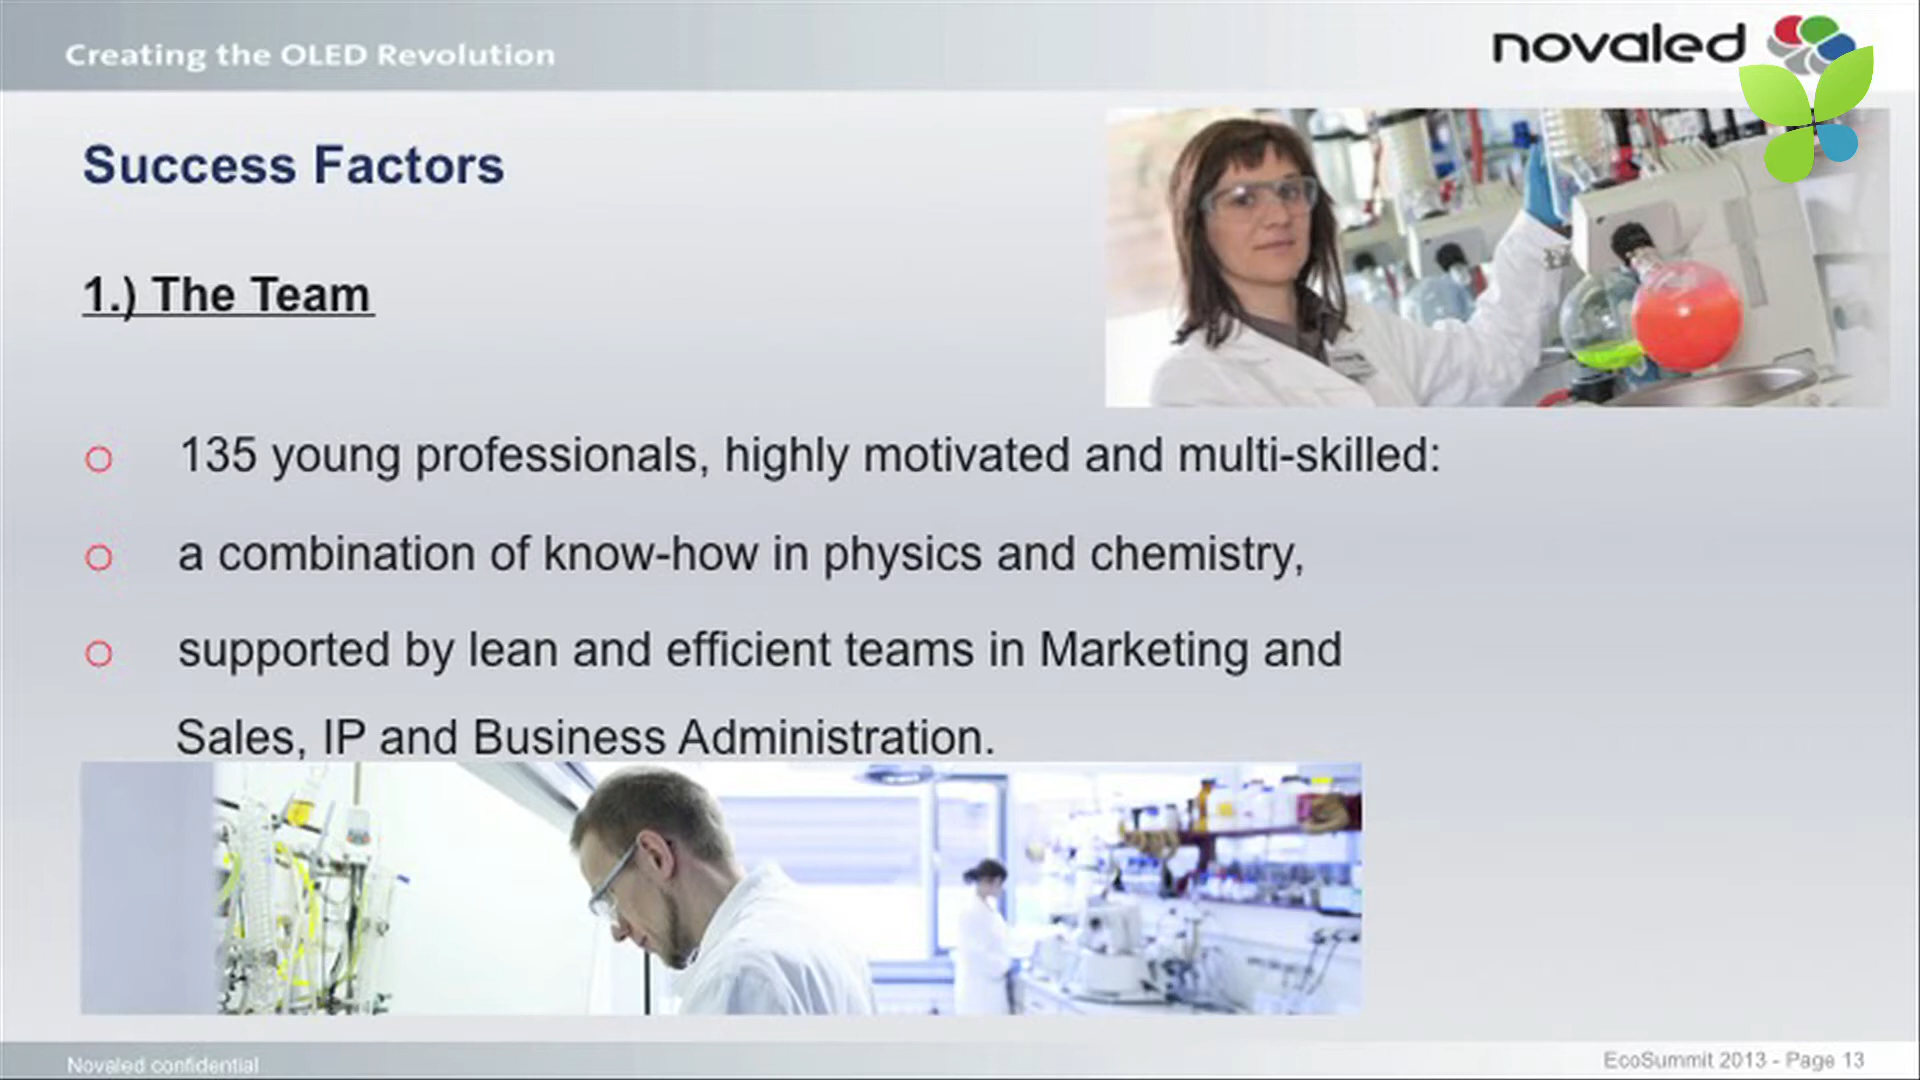 Creating the OLED Revolution
novaled
Success Factors
1.) The Team
135 young professionals, highly motivated and multi-skilled:
a combination of know-how in physics and chemistry,
supported by lean and efficient teams in Marketing and
Sales, IP and Business Administration.
Novaled confidential
EcoSummit 2013 - Page 13